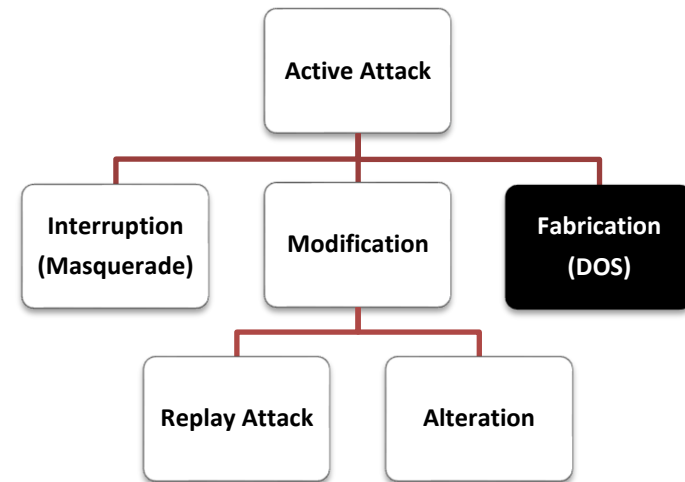 Active Attack
Interruption
(Masquerade)
Modification
Fabrication
(DOS)
Replay Attack
Alteration